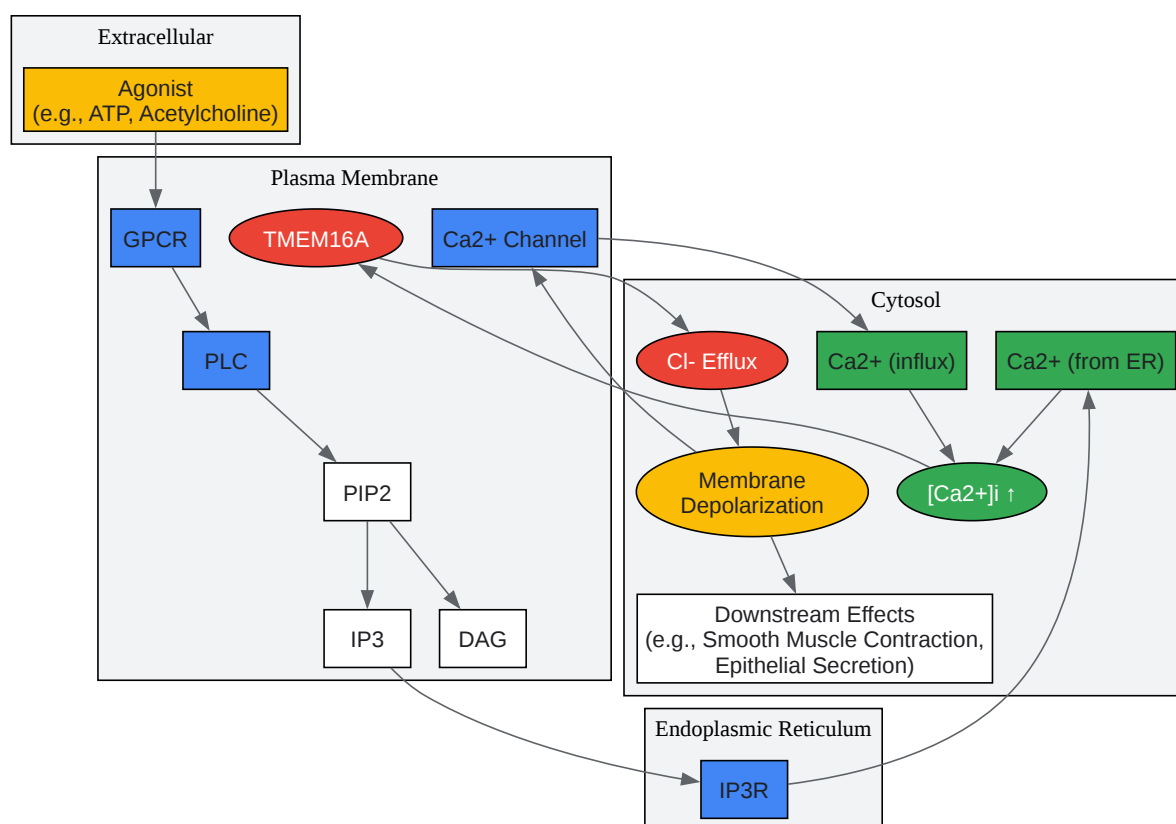 Extracellular
Agonist
(e.g., ATP, Acetylcholine)
Plasma Membrane
GPCR
TMEM16A
Ca2+ Channel
PLC
PIP2
IP3
DAG
Cytosol
Cl- Efflux
Ca2+ (influx)
Ca2+ (from ER)
Membrane
Depolarization
[Ca2+]i ↑
Downstream Effects
(e.g., Smooth Muscle Contraction,
Epithelial Secretion)
Endoplasmic Reticulum
IP3R